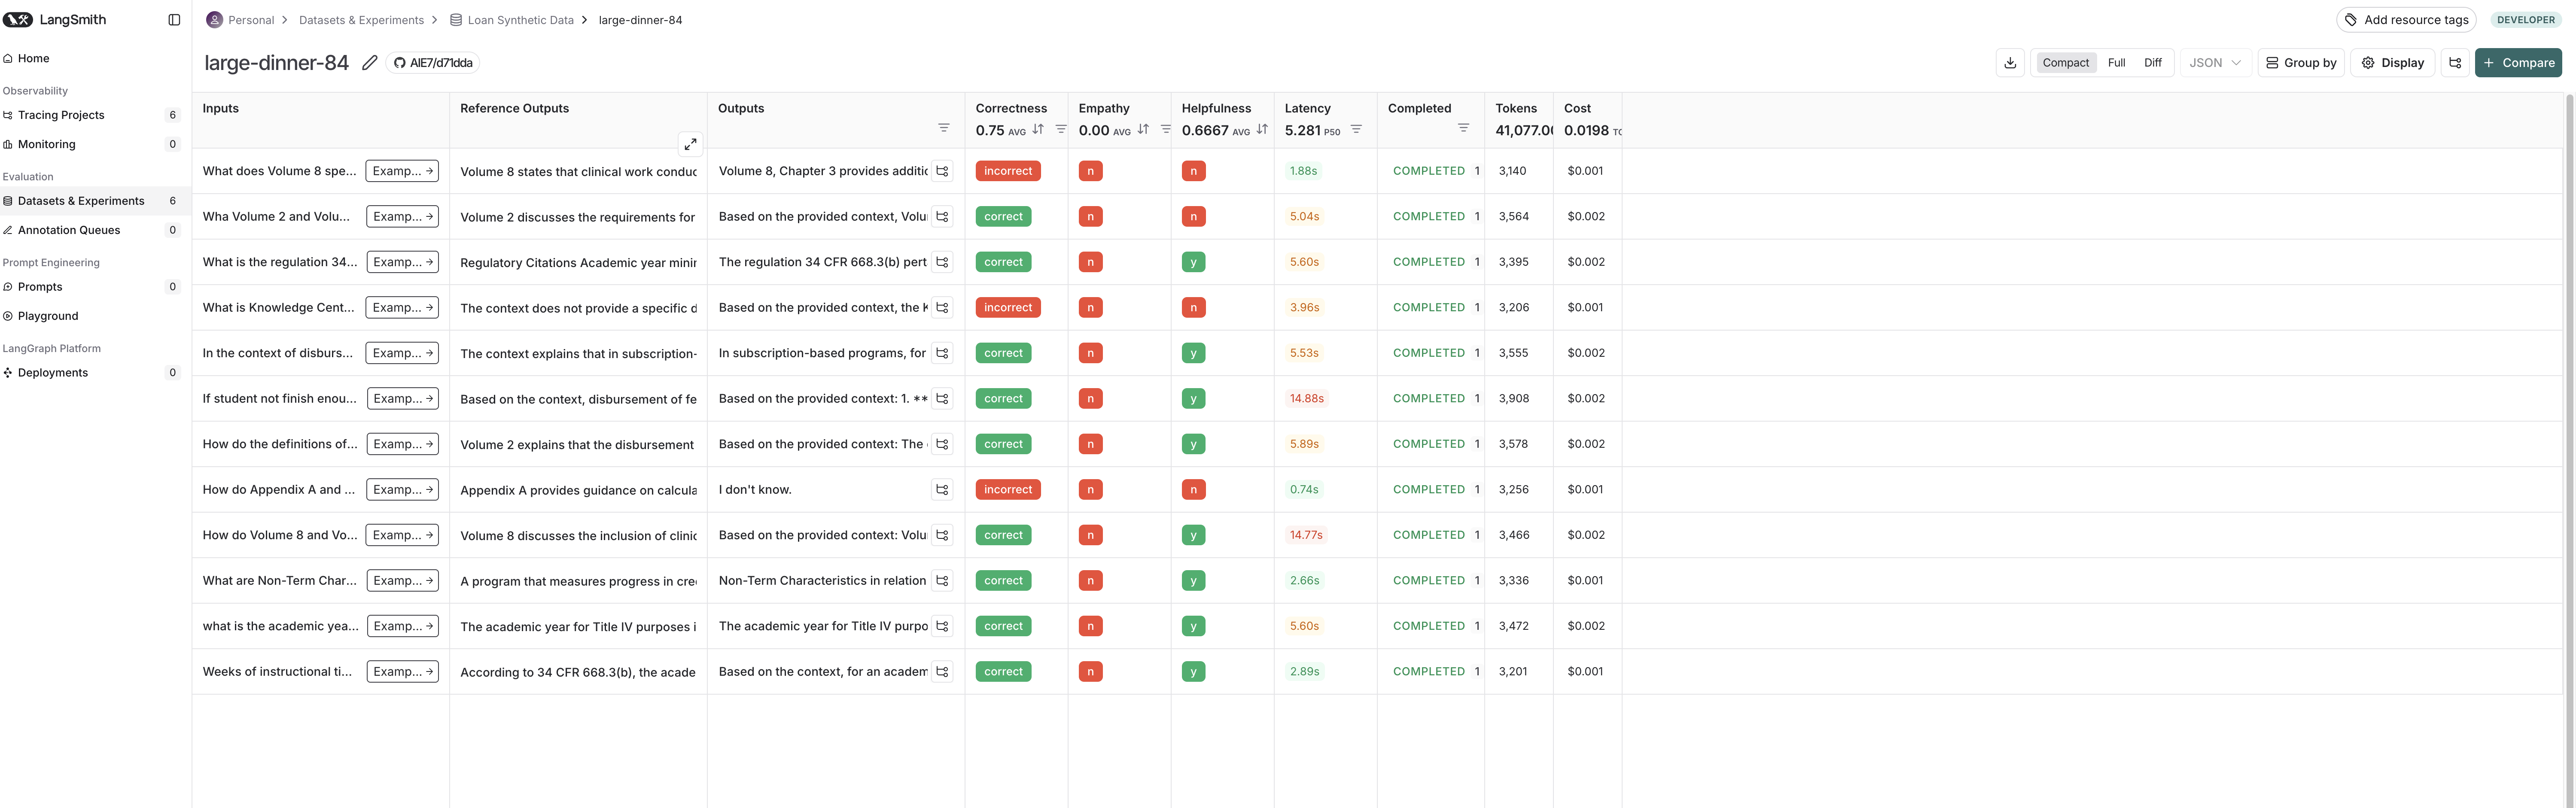 LangSmith
Personal > Datasets & Experiments > Loan Synthetic Data > large-dinner-84
Add resource tags
DEVELOPER
large-dinner-84
AIE7/d71dda
Compact Full Diff
JSON
Group by
Display
+ Compare
Home
Observability
Tracing Projects 6
Monitoring 0
Evaluation
Datasets & Experiments 6
Annotation Queues 0
Prompt Engineering
Prompts 0
Playground
LangGraph Platform
Deployments 0
Inputs Reference Outputs Outputs Correctness Empathy Helpfulness Latency Completed Tokens Cost
0.75 AVG 0.00 AVG 0.6667 AVG 5.281 P50 41,077.0 0.0198
What does Volume 8 spe... Examp... → Volume 8 states that clinical work conduc Volume 8, Chapter 3 provides additic incorrect n n 1.88s COMPLETED 1 3,140 $0.001
Wha Volume 2 and Volu... Examp... → Volume 2 discusses the requirements for Based on the provided context, Volu correct n n 5.04s COMPLETED 1 3,564 $0.002
What is the regulation 34... Examp... → Regulatory Citations Academic year minir The regulation 34 CFR 668.3(b) pert correct n y 5.60s COMPLETED 1 3,395 $0.002
What is Knowledge Cent... Examp... → The context does not provide a specific d Based on the provided context, the K incorrect n n 3.96s COMPLETED 1 3,206 $0.001
In the context of disburs... Examp... → The context explains that in subscription- In subscription-based programs, for correct n y 5.53s COMPLETED 1 3,555 $0.002
If student not finish enou... Examp... → Based on the context, disbursement of fe Based on the provided context: 1. ** correct n y 14.88s COMPLETED 1 3,908 $0.002
How do the definitions of... Examp... → Volume 2 explains that the disbursement Based on the provided context: The correct n y 5.89s COMPLETED 1 3,578 $0.002
How do Appendix A and ... Examp... → Appendix A provides guidance on calcula I don't know. incorrect n n 0.74s COMPLETED 1 3,256 $0.001
How do Volume 8 and Vo... Examp... → Volume 8 discusses the inclusion of clinic Based on the provided context: Volu correct n y 14.77s COMPLETED 1 3,466 $0.002
What are Non-Term Char... Examp... → A program that measures progress in cre Non-Term Characteristics in relation correct n y 2.66s COMPLETED 1 3,336 $0.001
what is the academic yea... Examp... → The academic year for Title IV purposes i The academic year for Title IV purpo correct n y 5.60s COMPLETED 1 3,472 $0.002
Weeks of instructional ti... Examp... → According to 34 CFR 668.3(b), the acade Based on the context, for an academ correct n y 2.89s COMPLETED 1 3,201 $0.001